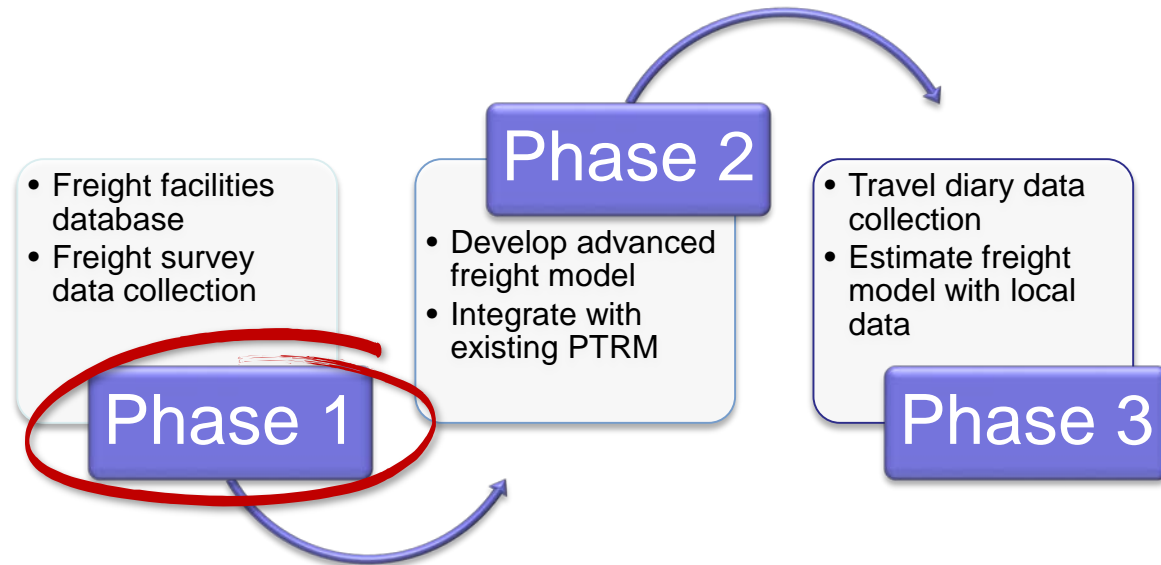 • Freight facilities
database
• Freight survey
data collection
Phase 1
Phase 2
• Develop advanced
freight model
• Integrate with
existing PTRM
• Travel diary data
collection
• Estimate freight
model with local
data
Phase 3